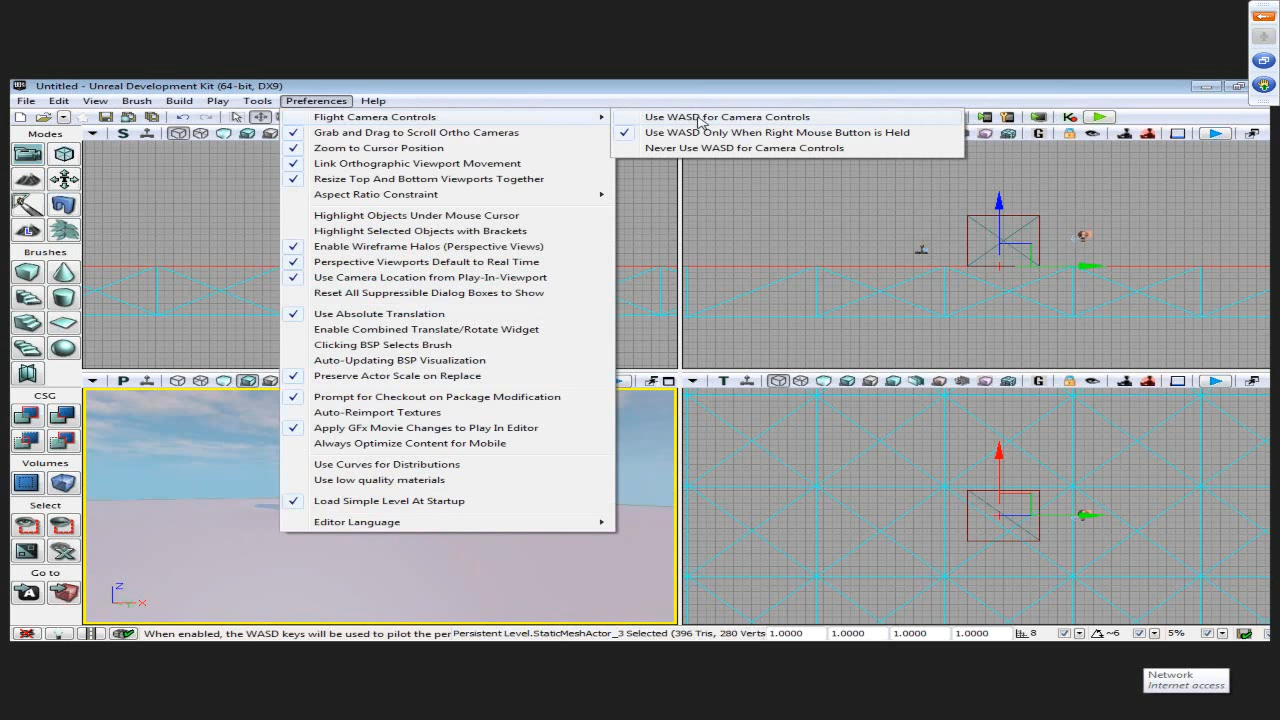 Untitled - Unreal Development Kit (64-bit, DX9)
File Edit View Brush Build Play Tools Preferences Help
Modes
Brushes
CSG
Volumes
Select
Go to
Flight Camera Controls
Grab and Drag to Scroll Ortho Cameras
Zoom to Cursor Position
Link Orthographic Viewport Movement
Resize Top And Bottom Viewports Together
Aspect Ratio Constraint
Highlight Objects Under Mouse Cursor
Highlight Selected Objects with Brackets
Enable Wireframe Halos (Perspective Views)
Perspective Viewports Default to Real Time
Use Camera Location from Play-In-Viewport
Reset All Suppressible Dialog Boxes to Show
Use Absolute Translation
Enable Combined Translate/Rotate Widget
Clicking BSP Selects Brush
Auto-Updating BSP Visualization
Preserve Actor Scale on Replace
Prompt for Checkout on Package Modification
Auto-Reimport Textures
Apply GFx Movie Changes to Play In Editor
Always Optimize Content for Mobile
Use Curves for Distributions
Use low quality materials
Load Simple Level At Startup
Editor Language
Use WASD for Camera Controls
Use WASD Only When Right Mouse Button is Held
Never Use WASD for Camera Controls
S
G
P
T
G
Z
X
When enabled, the WASD keys will be used to pilot the per Persistent Level.StaticMeshActor_3 Selected (396 Tris, 280 Verts 1.0000 1.0000 1.0000 1.0000 8 ~6 5%
Network
Internet access